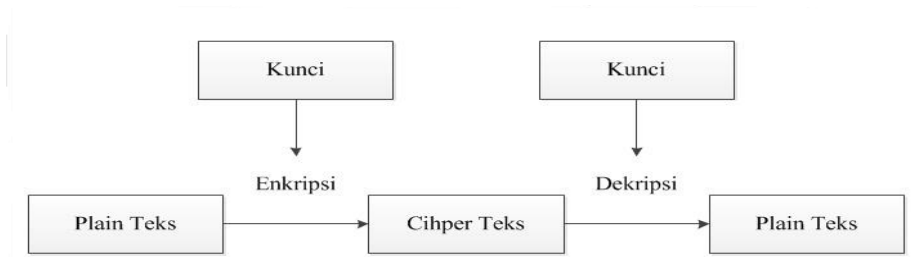 Kunci
Kunci
Enkripsi
Dekripsi
Plain Teks
Cihper Teks
Plain Teks